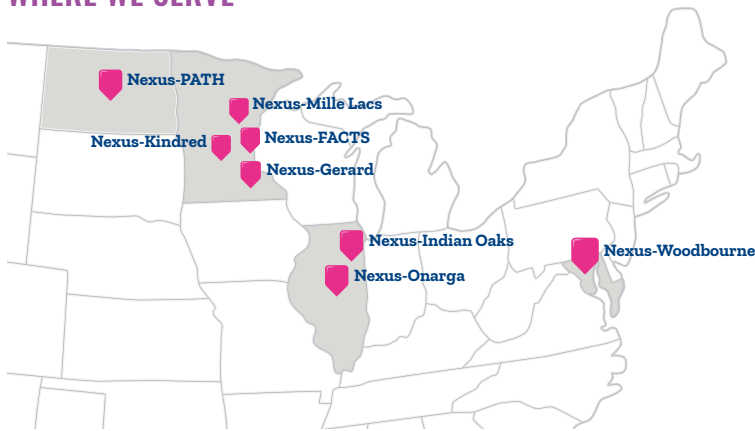 WHERE WE SERVE
Nexus-PATH
Nexus-Mille Lacs
Nexus-Kindred
Nexus-FACTS
Nexus-Gerard
Nexus-Indian Oaks
Nexus-Woodbourne
Nexus-Onarga